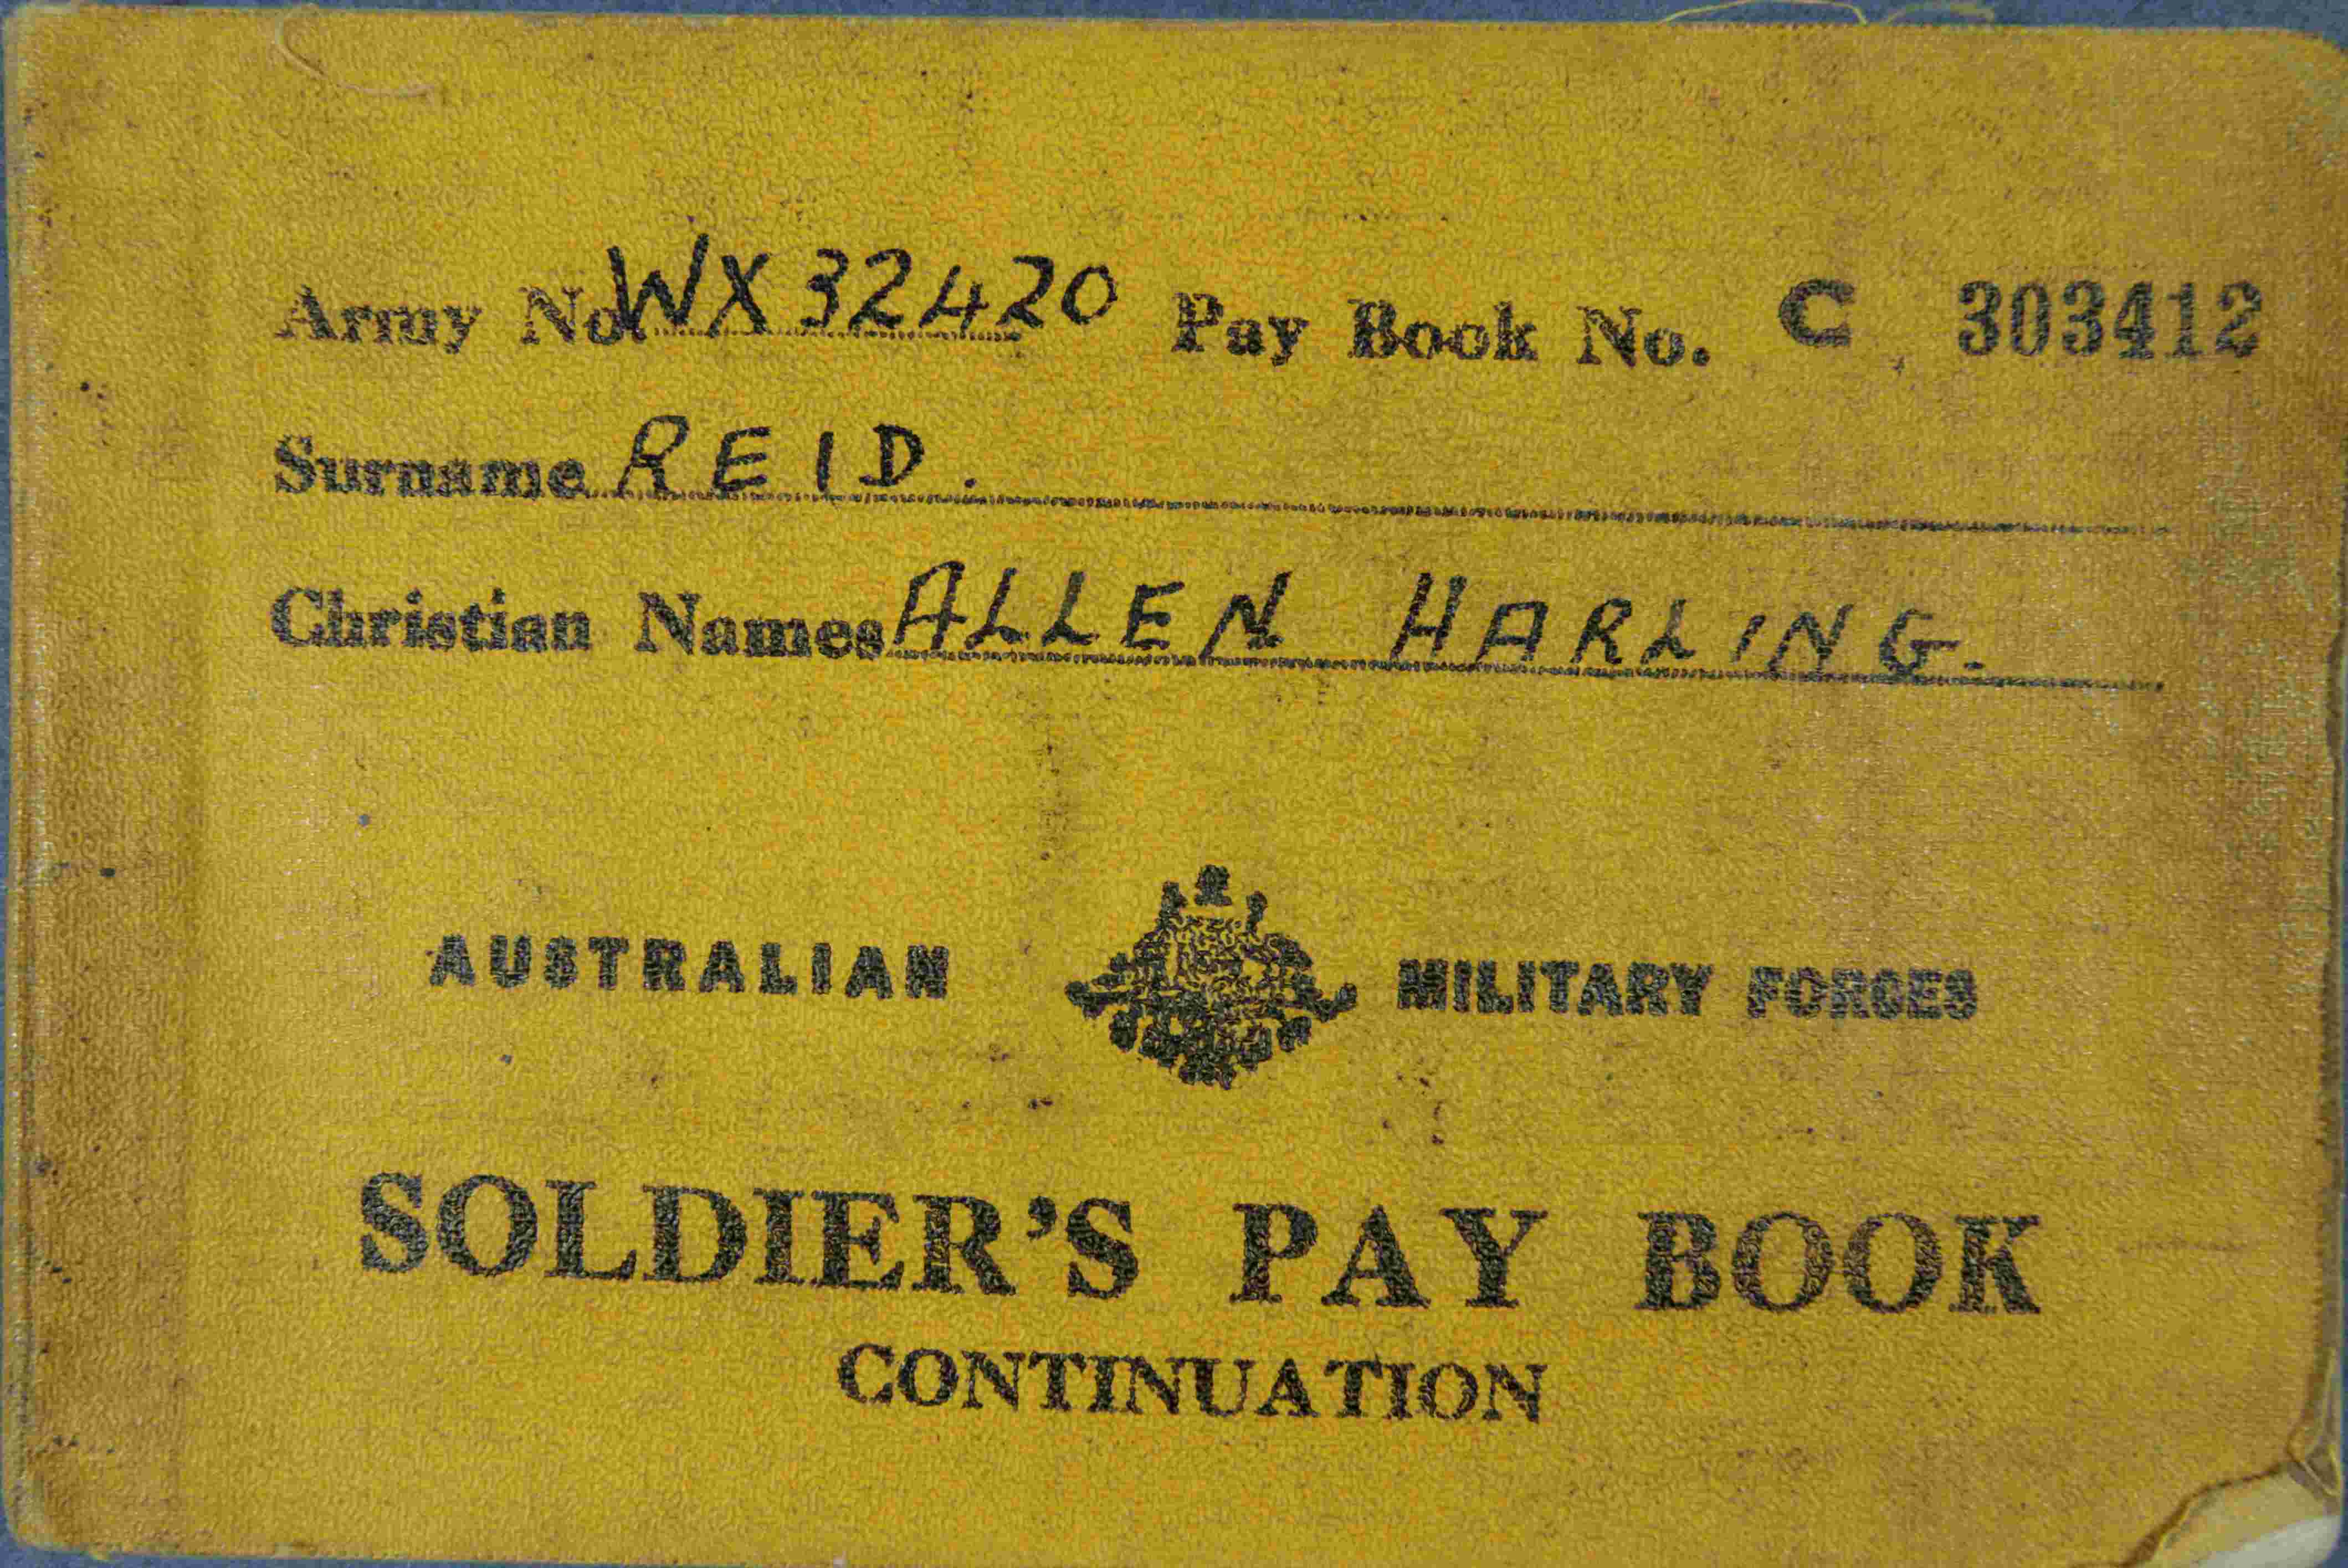 Army No. WX32420 Pay Book No. C 303412
Surname REID.
Christian Names ALLEN HARLING.
AUSTRALIAN MILITARY FORCES
SOLDIER'S PAY BOOK
CONTINUATION